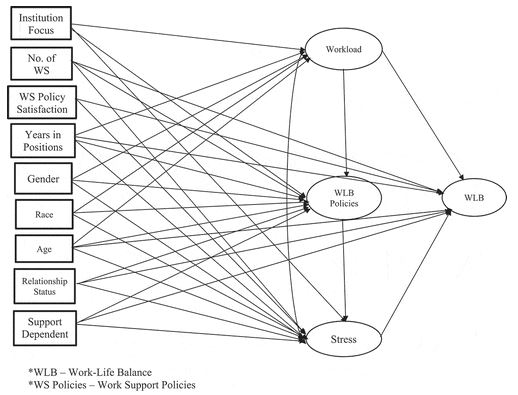 Institution
Focus
No. of
WS
WS Policy
Satisfaction
Years in
Positions
Gender
Race
Age
Relationship
Status
Support
Dependent
Workload
WLB
Policies
Stress
WLB
*WLB – Work-Life Balance
*WS Policies – Work Support Policies